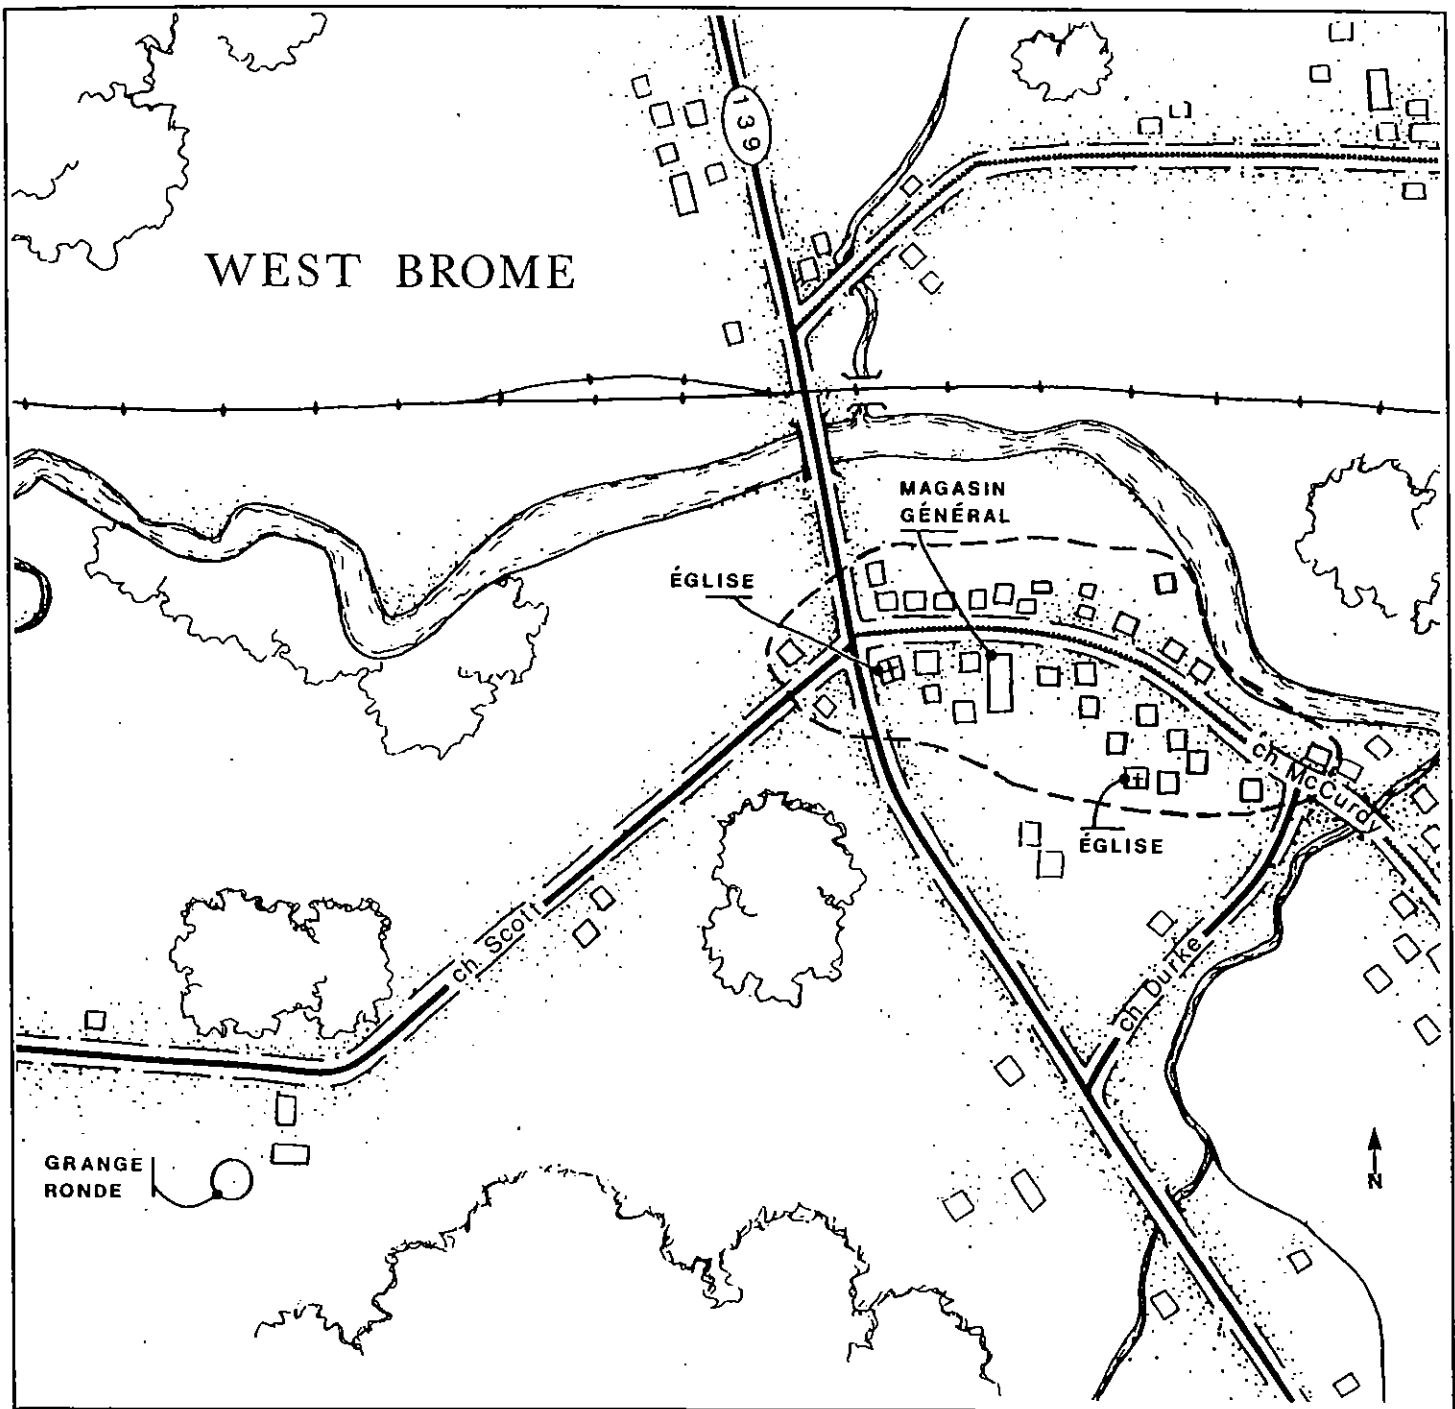 139
WEST BROME
MAGASIN
GÉNÉRAL
ÉGLISE
ch McCurdy
ÉGLISE
ch. Scott
ch. Durke
GRANGE
RONDE
N